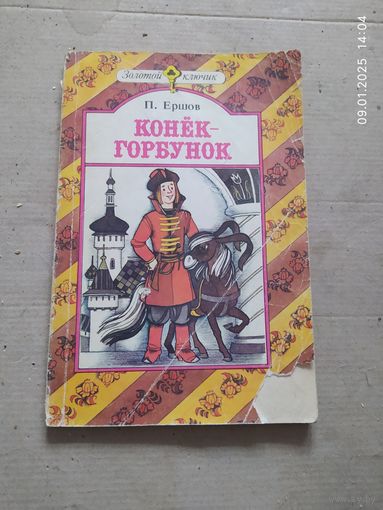 Золотой ключик
П. Ершов
КОНЁК-
ГОРБУНОК
09.01.2025 14:04